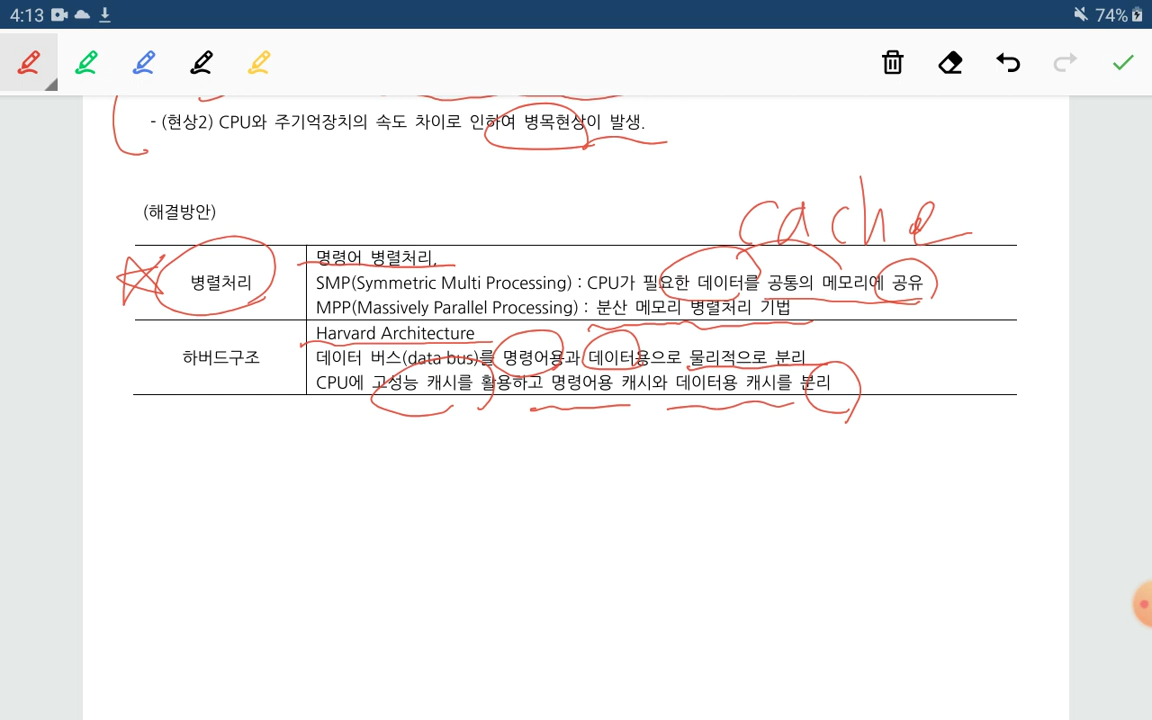 4:13
74%
- (현상2) CPU와 주기억장치의 속도 차이로 인하여 병목현상이 발생.
cache
(해결방안)
병렬처리
명령어 병렬처리,
SMP(Symmetric Multi Processing) : CPU가 필요한 데이터를 공통의 메모리에 공유
MPP(Massively Parallel Processing) : 분산 메모리 병렬처리 기법
하버드구조
Harvard Architecture
데이터 버스(data bus)를 명령어용과 데이터용으로 물리적으로 분리
CPU에 고성능 캐시를 활용하고 명령어용 캐시와 데이터용 캐시를 분리